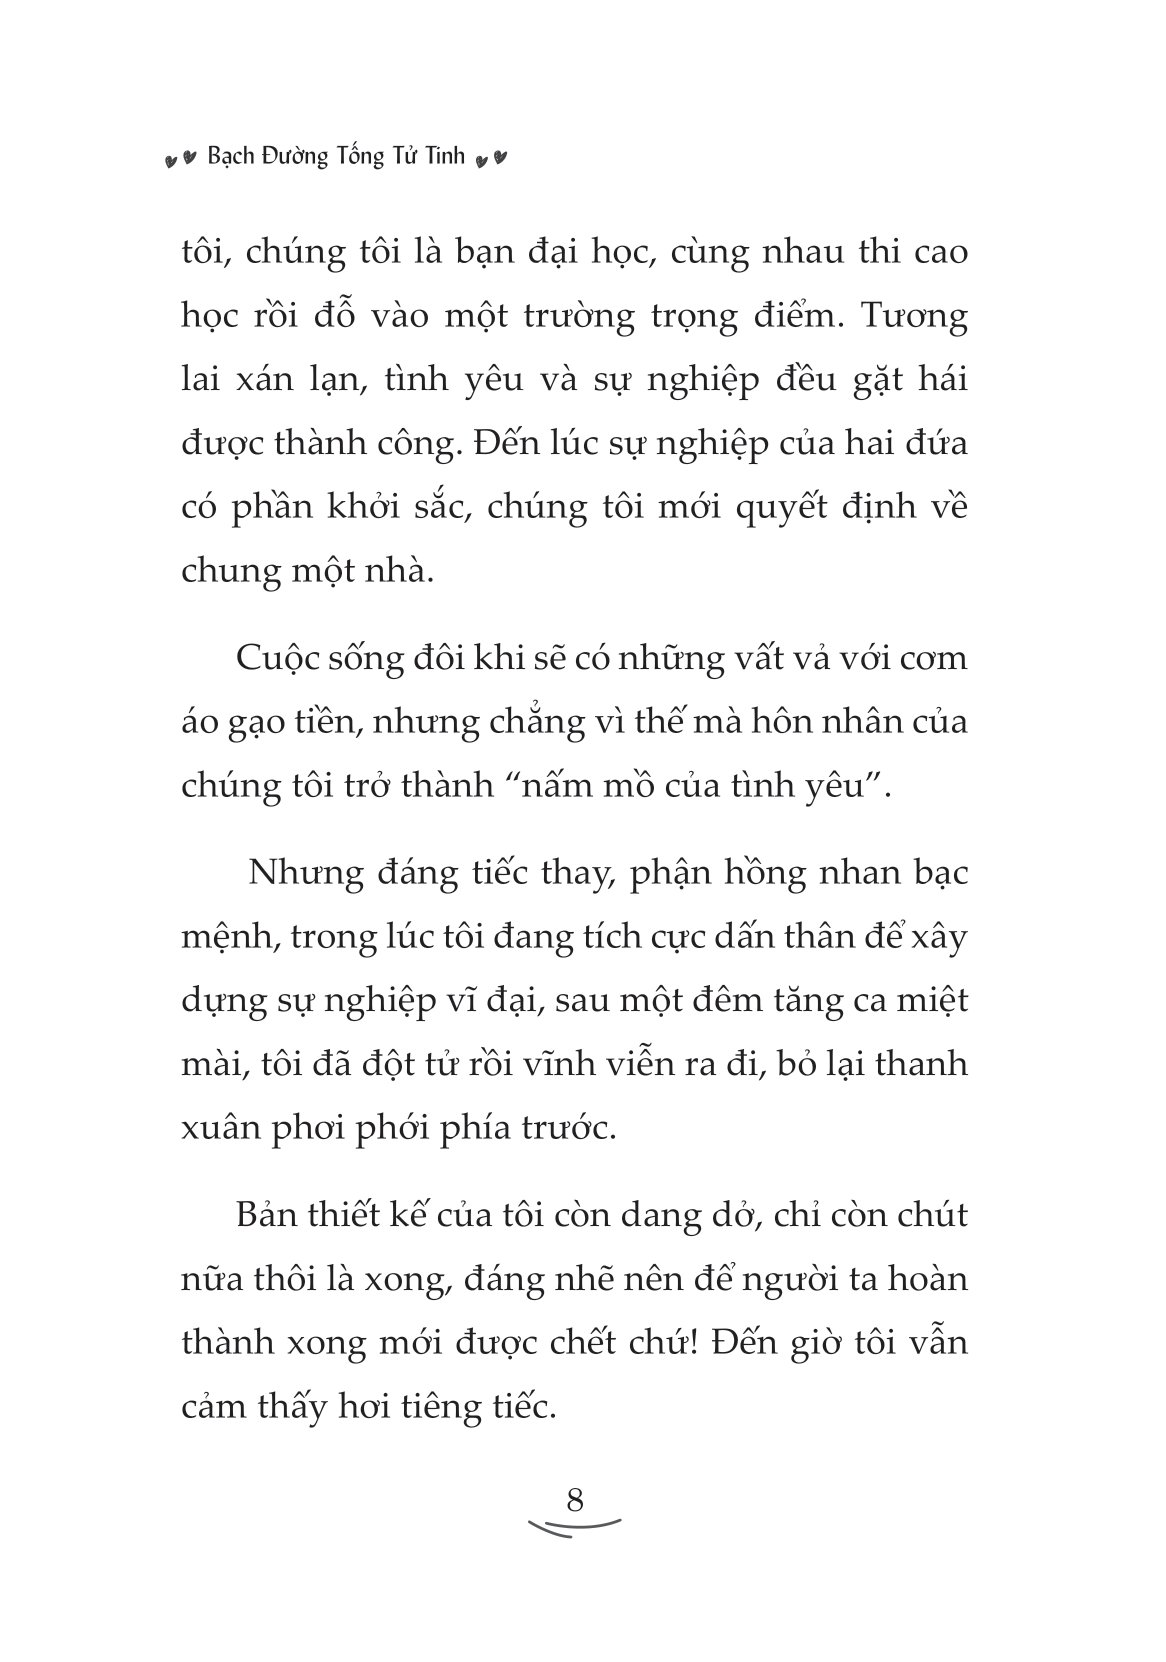 Bạch Đường Tống Tử Tinh
tôi, chúng tôi là bạn đại học, cùng nhau thi cao
học rồi đỗ vào một trường trọng điểm. Tương
lai xán lạn, tình yêu và sự nghiệp đều gặt hái
được thành công. Đến lúc sự nghiệp của hai đứa
có phần khởi sắc, chúng tôi mới quyết định về
chung một nhà.
Cuộc sống đôi khi sẽ có những vất vả với cơm
áo gạo tiền, nhưng chẳng vì thế mà hôn nhân của
chúng tôi trở thành “nấm mồ của tình yêu”.
Nhưng đáng tiếc thay, phận hồng nhan bạc
mệnh, trong lúc tôi đang tích cực dấn thân để xây
dựng sự nghiệp vĩ đại, sau một đêm tăng ca miệt
mài, tôi đã đột tử rồi vĩnh viễn ra đi, bỏ lại thanh
xuân phơi phới phía trước.
Bản thiết kế của tôi còn dang dở, chỉ còn chút
nữa thôi là xong, đáng nhẽ nên để người ta hoàn
thành xong mới được chết chứ! Đến giờ tôi vẫn
cảm thấy hơi tiêng tiếc.
8